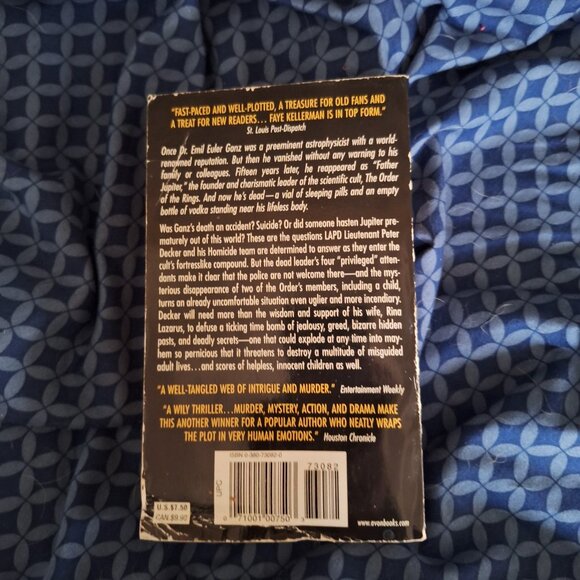 "FAST-PACED AND WELL-PLOTTED, A TREASURE FOR OLD FANS AND
A TREAT FOR NEW READERS... FAYE KELLERMAN IS IN TOP FORM."
St. Louis Post-Dispatch
Once Dr. Emil Euler Ganz was a preeminent astrophysicist with a world-
renowned reputation. But then he vanished without any warning to his
family or colleagues. Fifteen years later, he reappeared as "Father
Jupiter," the founder and charismatic leader of the scientific cult, The Order
of the Rings. And now he's dead—a vial of sleeping pills and an empty
bottle of vodka standing near his lifeless body.
Was Ganz's death an accident? Suicide? Or did someone hasten Jupiter pre-
maturely out of this world? These are the questions LAPD Lieutenant Peter
Decker and his Homicide team are determined to answer as they enter the
cult's fortresslike compound. But the dead leader's four "privileged" atten-
dants make it clear that the police are not welcome there—and the mys-
terious disappearance of two of the Order's members, including a child,
turns an already uncomfortable situation even uglier and more incendiary.
Decker will need more than the wisdom and support of his wife, Rina
Lazarus, to defuse a ticking time bomb of jealousy, greed, bizarre hidden
pasts, and deadly secrets—one that could explode at any time into may-
hem so pernicious that it threatens to destroy a multitude of misguided
adult lives...and scores of helpless, innocent children as well.
"A WELL-TANGLED WEB OF INTRIGUE AND MURDER." Entertainment Weekly
"A WILY THRILLER...MURDER, MYSTERY, ACTION, AND DRAMA MAKE
THIS ANOTHER WINNER FOR A POPULAR AUTHOR WHO NEATLY WRAPS
THE PLOT IN VERY HUMAN EMOTIONS." Houston Chronicle
ISBN 0-380-73082-0
73082
UPC
U.S.$7.50
CAN $9.99
0 71001 00750 3
www.avonbooks.com